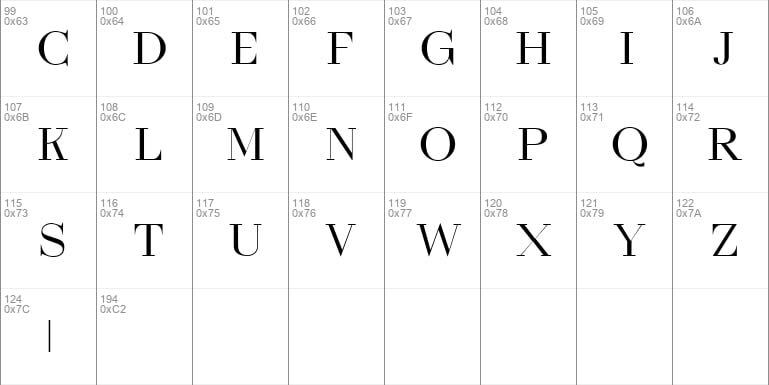 99 100 101 102 103 104 105 106
0x63 0x64 0x65 0x66 0x67 0x68 0x69 0x6A
C D E F G H I J
107 108 109 110 111 112 113 114
0x6B 0x6C 0x6D 0x6E 0x6F 0x70 0x71 0x72
K L M N O P Q R
115 116 117 118 119 120 121 122
0x73 0x74 0x75 0x76 0x77 0x78 0x79 0x7A
S T U V W X Y Z
124 194
0x7C 0xC2
|